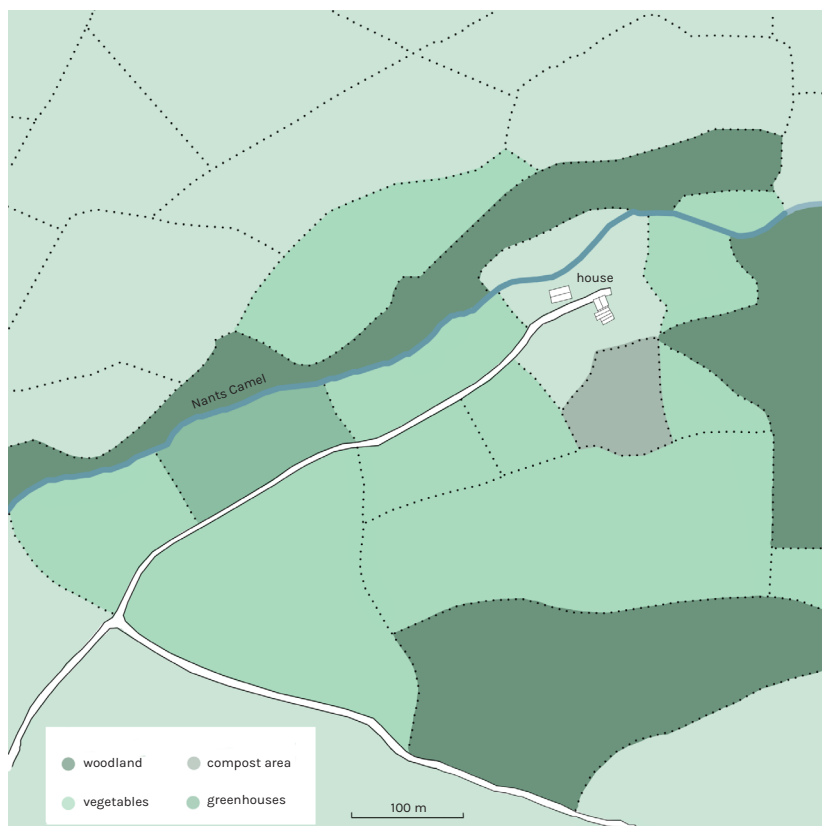 house
Nants Camel
woodland
compost area
vegetables
greenhouses
100 m